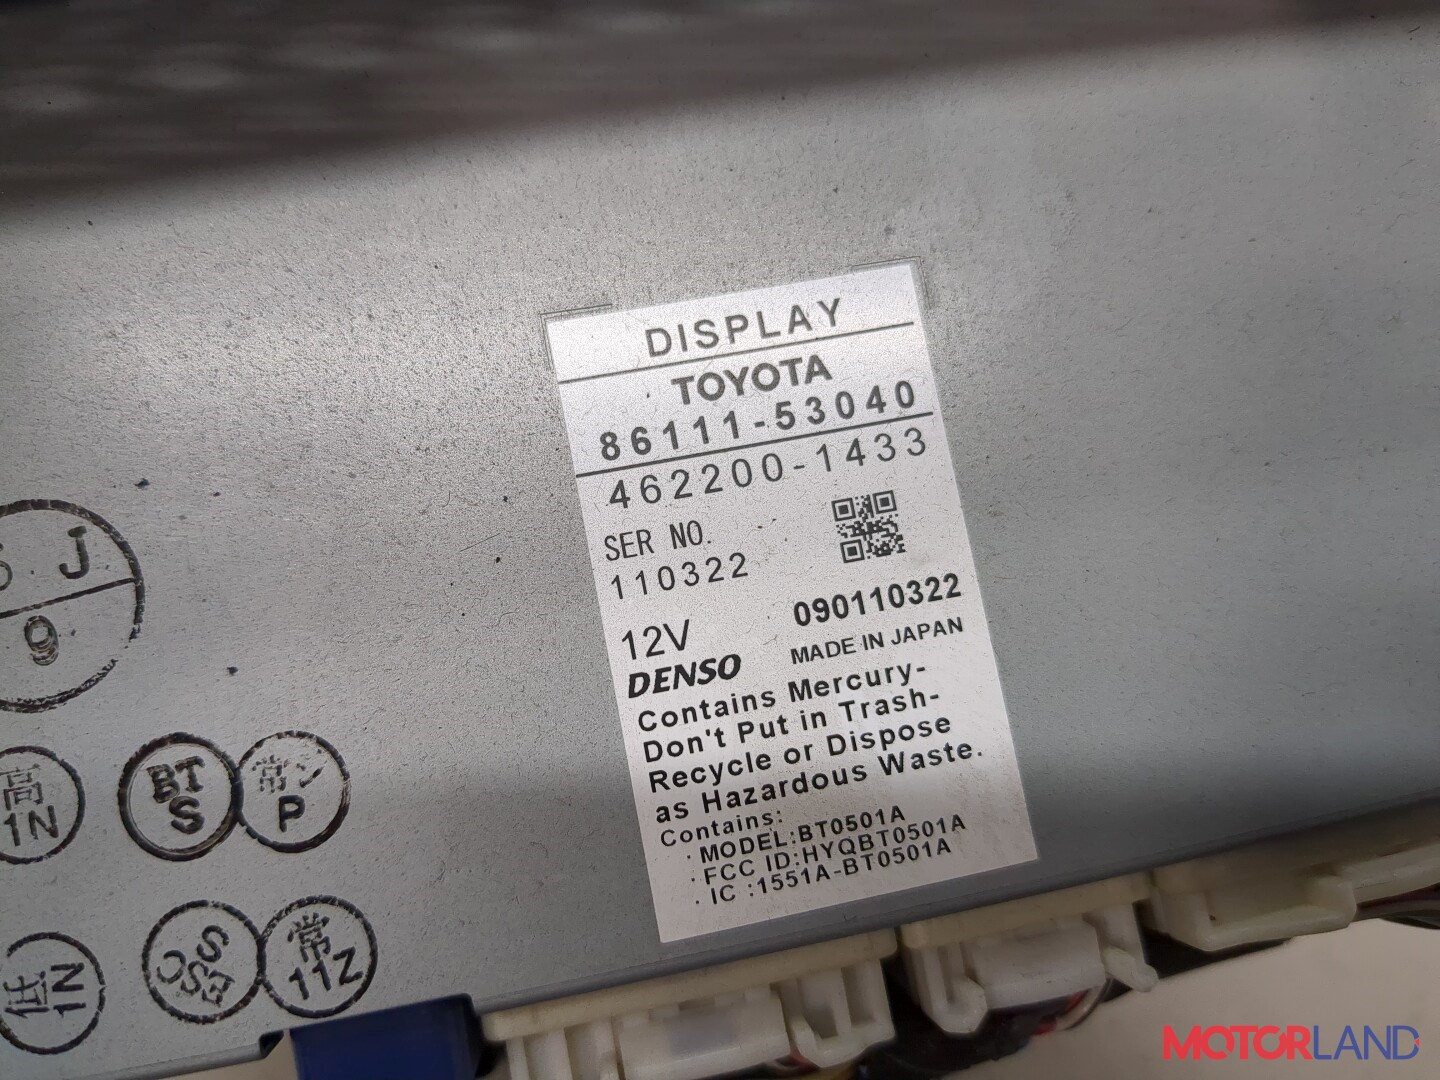 DISPLAY
TOYOTA
86111-53040
462200-1433
SER NO.
110322
090110322
12V
MADE IN JAPAN
DENSO
Contains Mercury-
Don't Put in Trash-
Recycle or Dispose
as Hazardous Waste.
Contains:
· MODEL:BT0501A
· FCC ID:HYQBT0501A
· IC :1551A-BT0501A
J
9
高
1N
BT
S
常ン
P
低
1N
常
11Z
MOTORLAND